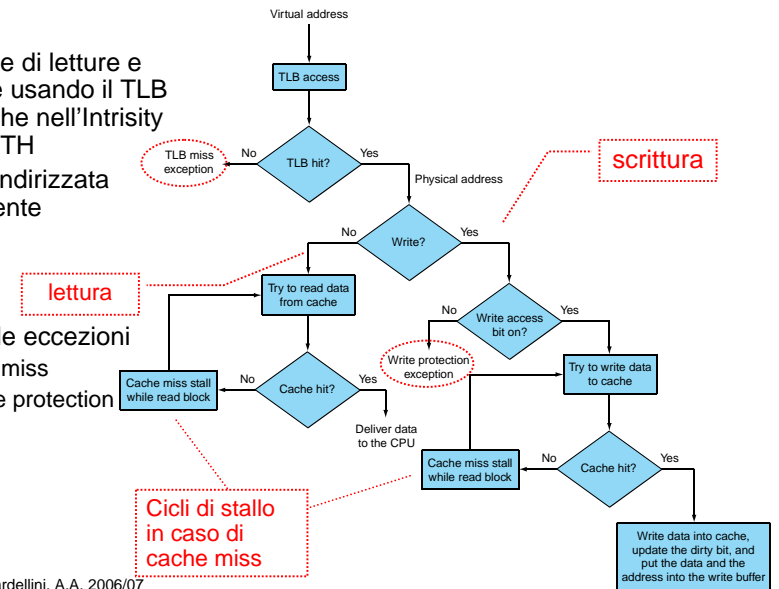 Virtual address
e di letture e
e usando il TLB
che nell'Intrisity
TH
ndirizzata
ente
TLB access
TLB miss
exception
No
TLB hit?
Yes
Physical address
scrittura
No
Write?
Yes
lettura
Try to read data
from cache
No
Write access
bit on?
Yes
le eccezioni
miss
e protection
Write protection
exception
Try to write data
to cache
Cache miss stall
while read block
No
Cache hit?
Yes
Deliver data
to the CPU
Cache miss stall
while read block
No
Cache hit?
Yes
Cicli di stallo
in caso di
cache miss
Write data into cache,
update the dirty bit, and
put the data and the
address into the write buffer
ardellini, A.A. 2006/07